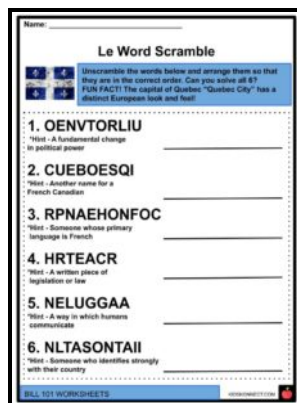 Name:
Le Word Scramble
Unscramble the words below and arrange them so that
they are in the correct order. Can you solve all 6?
FUN FACT! The capital of Quebec "Quebec City" has a
distinct European look and feel!
1. OENVTORLIU
*Hint - A fundamental change
in political power
2. CUEBOESQI
*Hint - Another name for a
French Canadian
3. RPNAEHONFOC
*Hint - Someone whose primary
language is French
4. HRTEACR
*Hint - A written piece of
legislation or law
5. NELUGGAA
*Hint - A way in which humans
communicate
6. NLTASONTAII
*Hint - Someone who identifies strongly
with their country
BILL 101 WORKSHEETS
KIDSKONNECT.COM